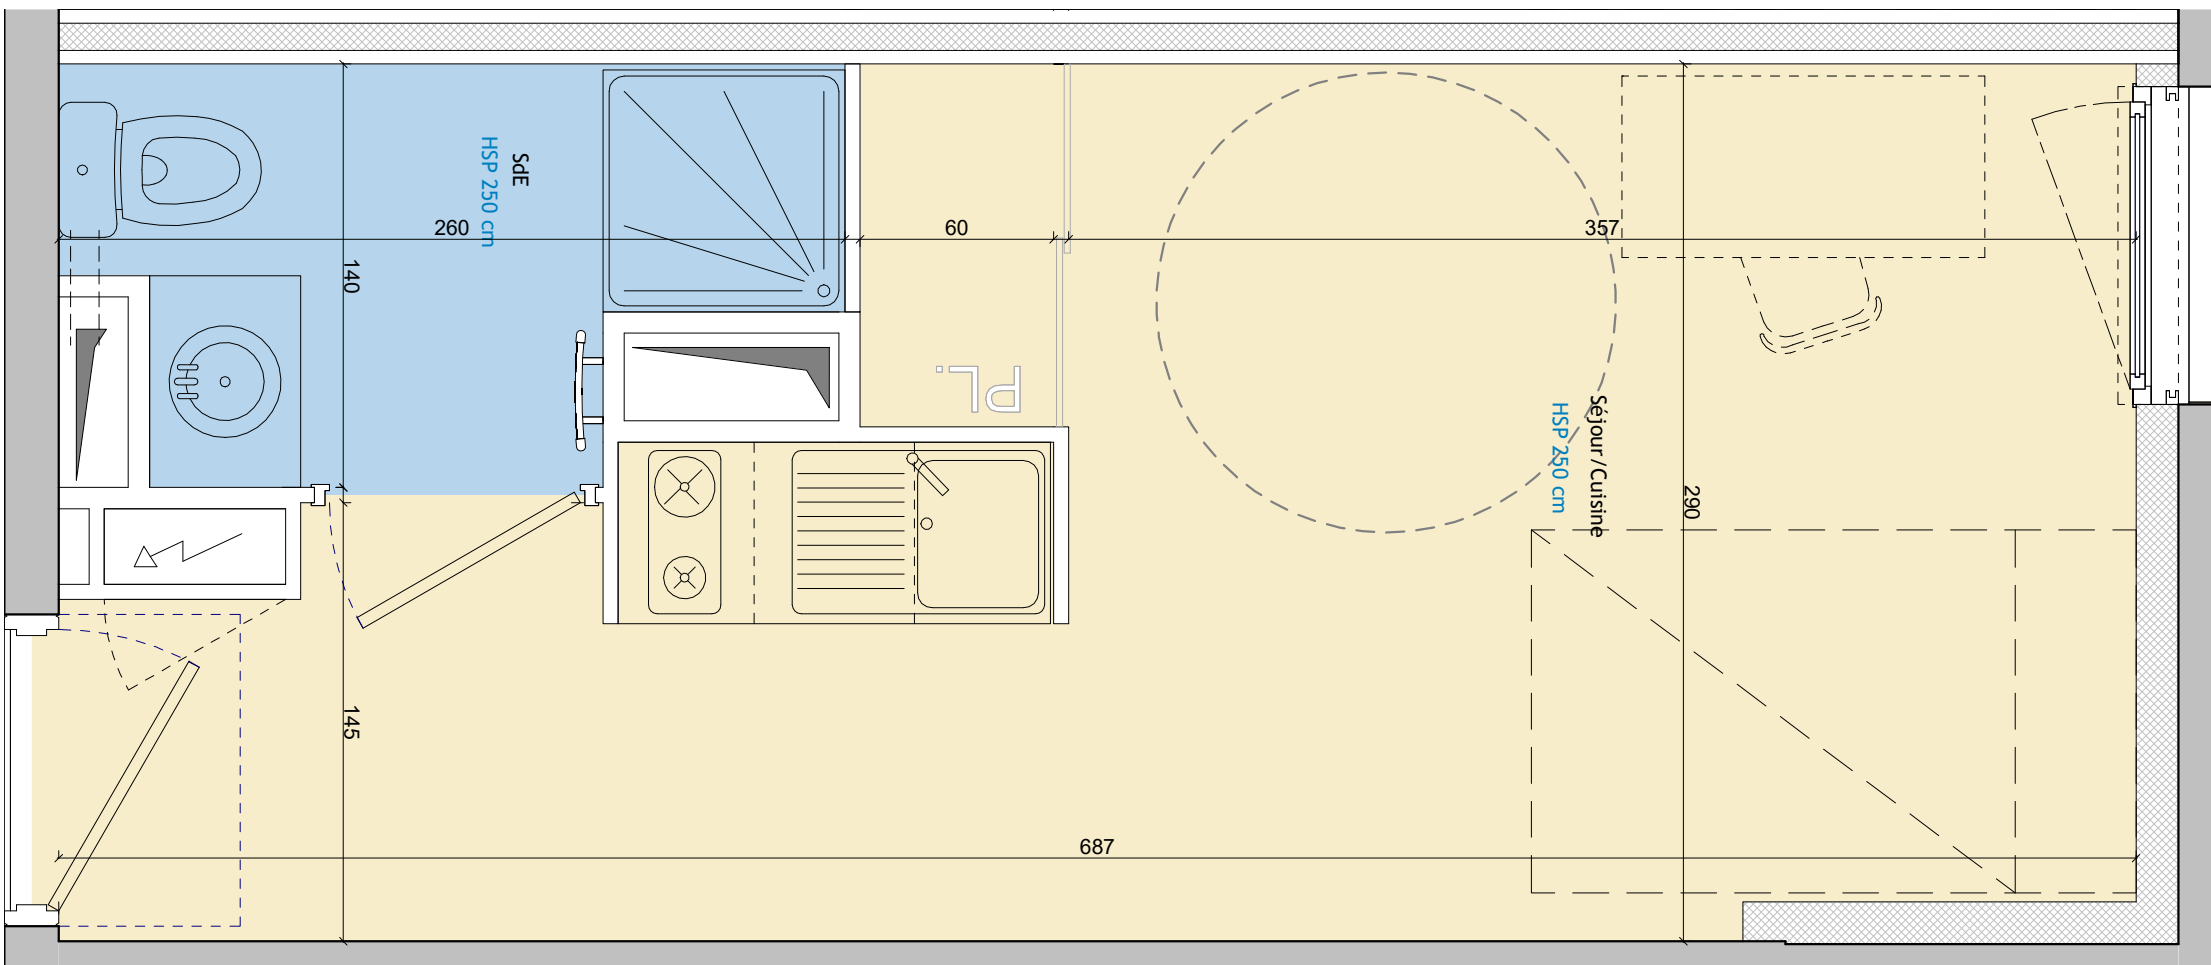 SdE
HSP 250 cm
260
60
357
140
PL.
Séjour/Cuisine
HSP 250 cm
290
145
687